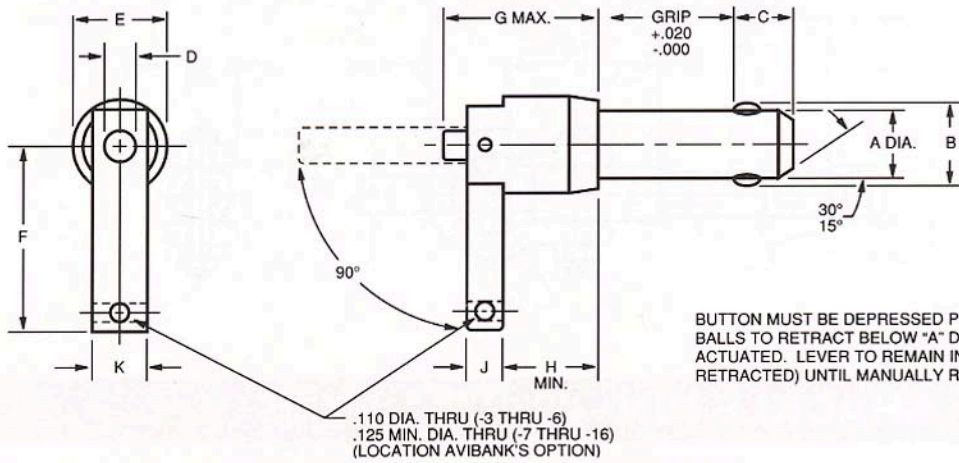 E
D
F
K
G MAX.
GRIP
+.020
-.000
C
A DIA.
B
30°
15°
90°
J
H
MIN.
.110 DIA. THRU (-3 THRU -6)
.125 MIN. DIA. THRU (-7 THRU -16)
(LOCATION AVIBANK'S OPTION)
BUTTON MUST BE DEPRESSED
BALLS TO RETRACT BELOW "A"
ACTUATED. LEVER TO REMAIN
RETRACTED) UNTIL MANUALLY